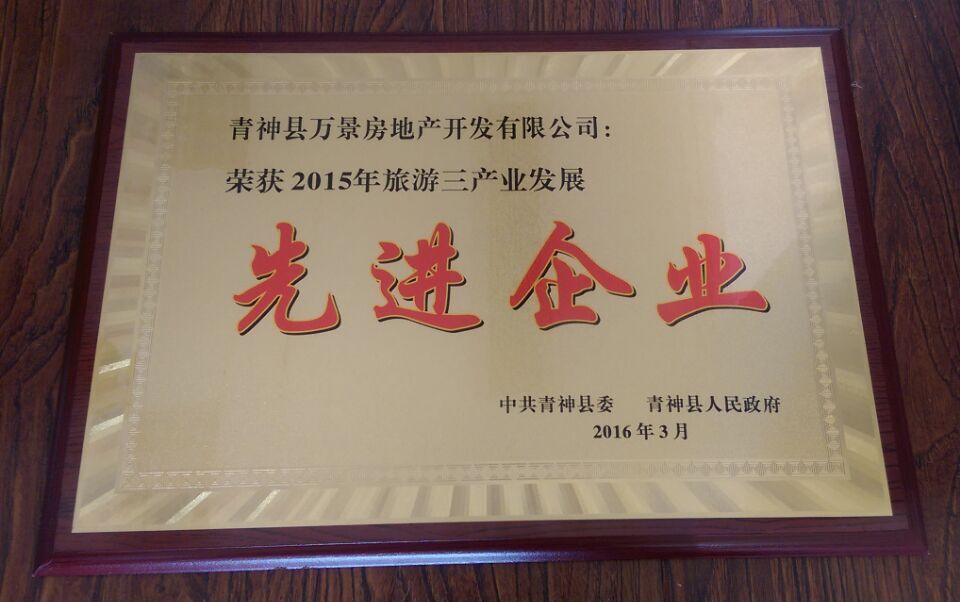 青神县万景房地产开发有限公司：
荣获2015年旅游三产业发展
先进企业
中共青神县委 青神县人民政府
2016年3月